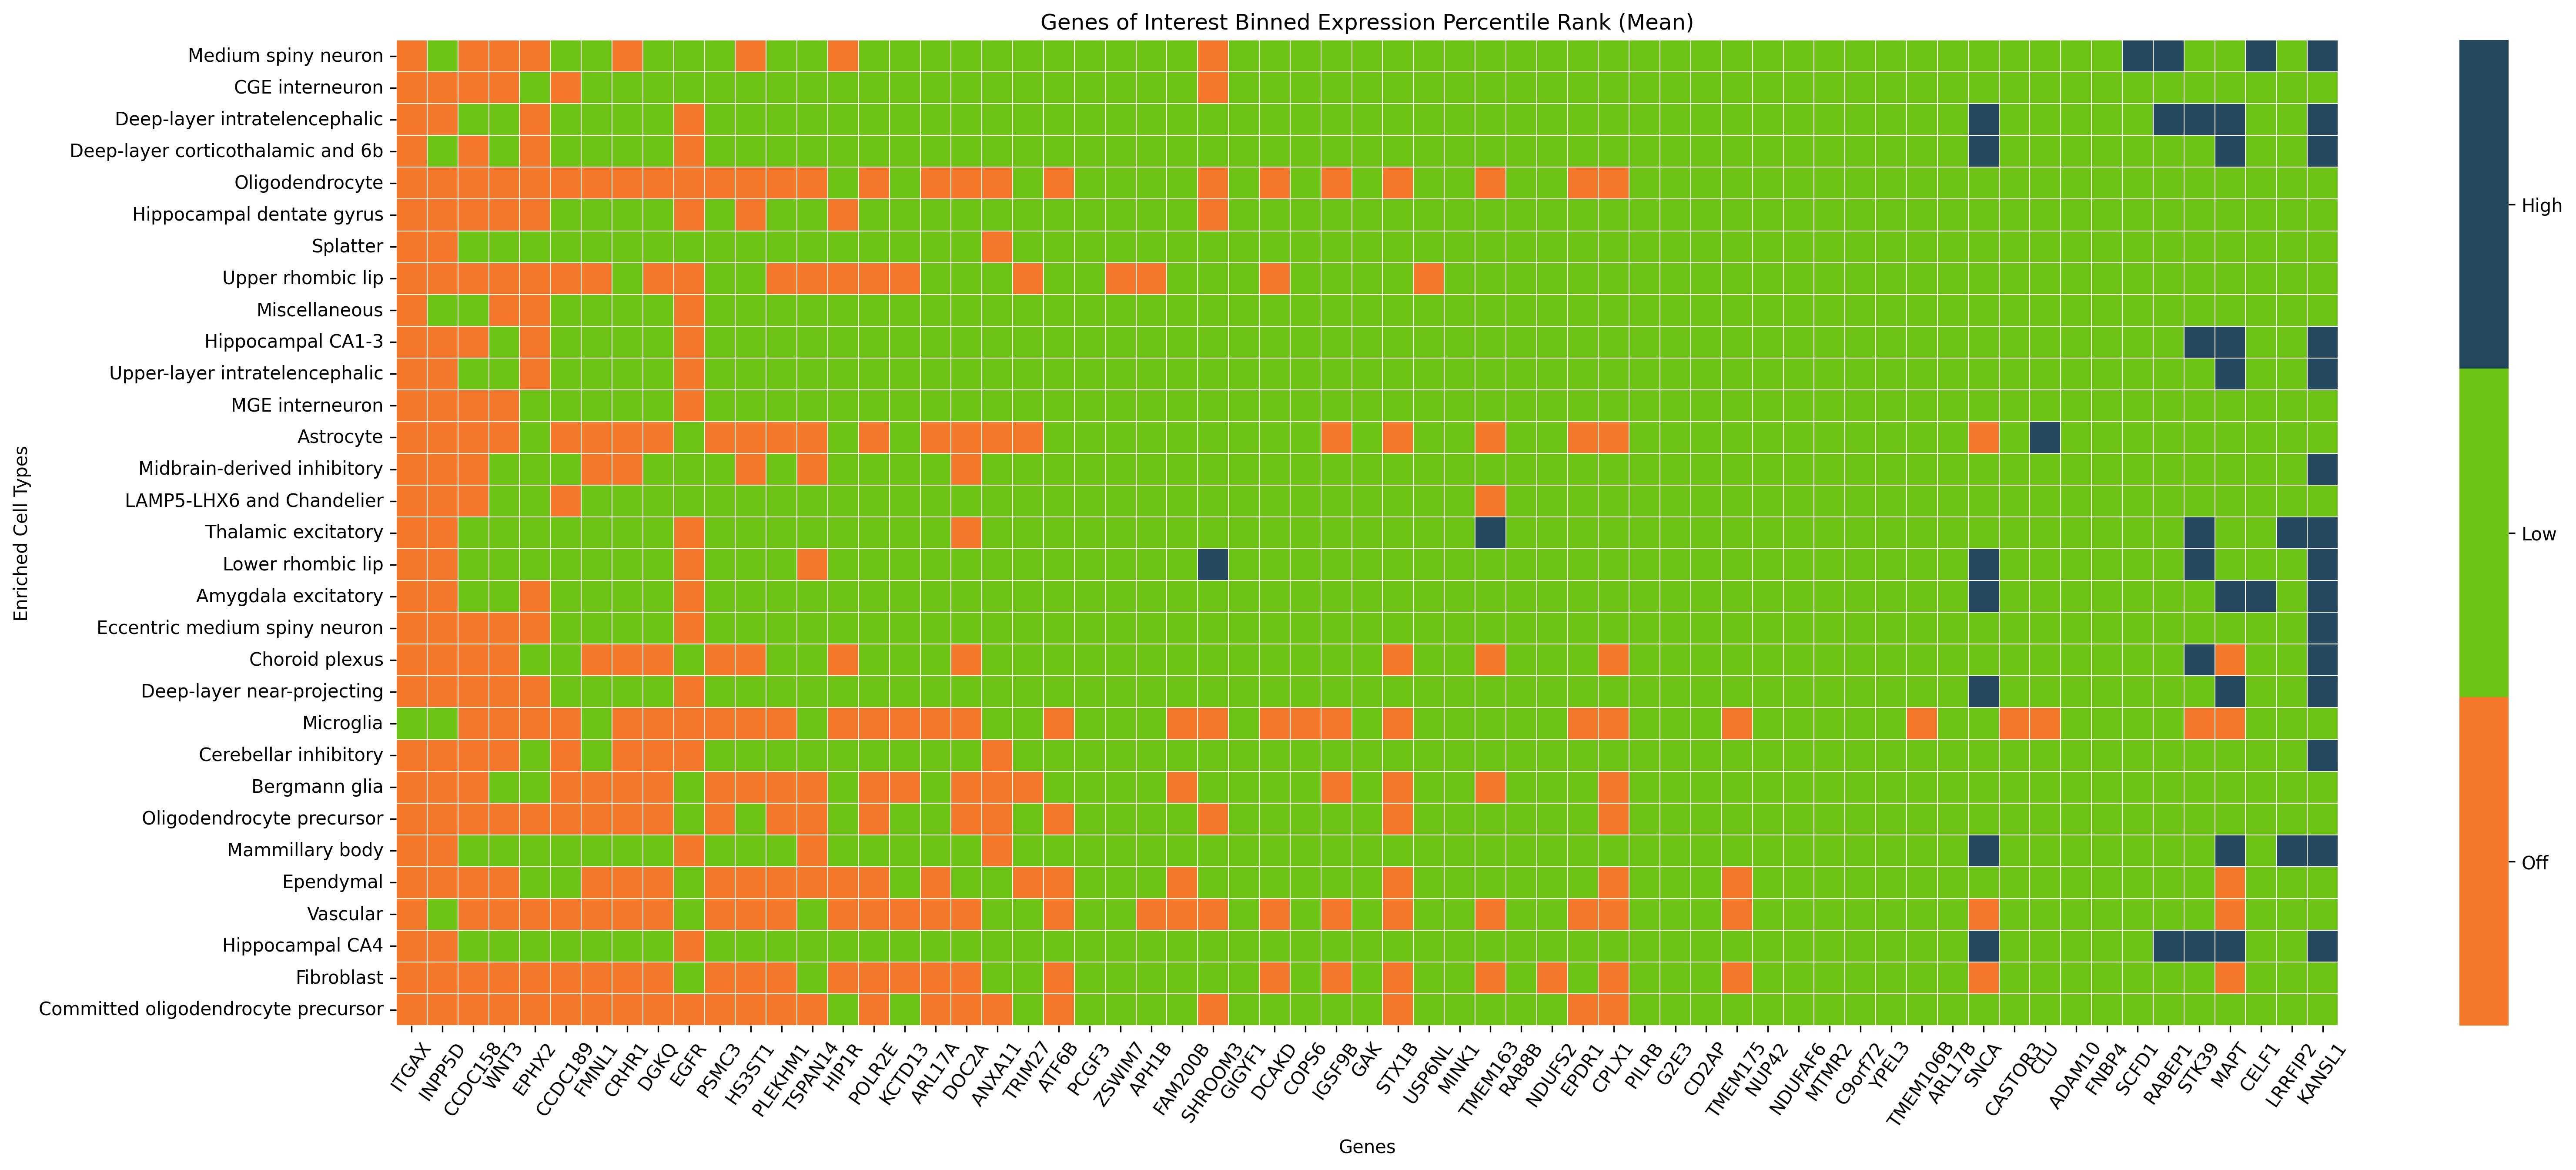 Genes of Interest Binned Expression Percentile Rank (Mean)
Enriched Cell Types
Medium spiny neuron
CGE interneuron
Deep-layer intratelencephalic
Deep-layer corticothalamic and 6b
Oligodendrocyte
Hippocampal dentate gyrus
Splatter
Upper rhombic lip
Miscellaneous
Hippocampal CA1-3
Upper-layer intratelencephalic
MGE interneuron
Astrocyte
Midbrain-derived inhibitory
LAMP5-LHX6 and Chandelier
Thalamic excitatory
Lower rhombic lip
Amygdala excitatory
Eccentric medium spiny neuron
Choroid plexus
Deep-layer near-projecting
Microglia
Cerebellar inhibitory
Bergmann glia
Oligodendrocyte precursor
Mammillary body
Ependymal
Vascular
Hippocampal CA4
Fibroblast
Committed oligodendrocyte precursor
ITGAX
INPP5D
CCDC158
WNT3
EPHX2
CCDC189
FMNL1
CRHR1
DGKQ
EGFR
PSMC3
HS3ST1
PLEKHM1
TSPAN14
HIP1R
POLR2E
KCTD13
ARL17A
DOC2A
ANXA11
TRIM27
ATF6B
PCGF3
ZSWIM7
APH1B
FAM200B
SHROOM3
GIGYF1
DCAKD
COPS6
IGSF9B
GAK
STX1B
USP6NL
MINK1
TMEM163
RAB8B
NDUFS2
EPDR1
CPLX1
PILRB
G2E3
CD2AP
TMEM175
NUP42
NDUFAF6
MTMR2
C9orf72
YPEL3
TMEM106B
ARL17B
SNCA
CASTOR3
CLU
ADAM10
FNBP4
SCFD1
RABEP1
STK39
MAPT
CELF1
LRRFIP2
KANSL1
Genes
High
Low
Off